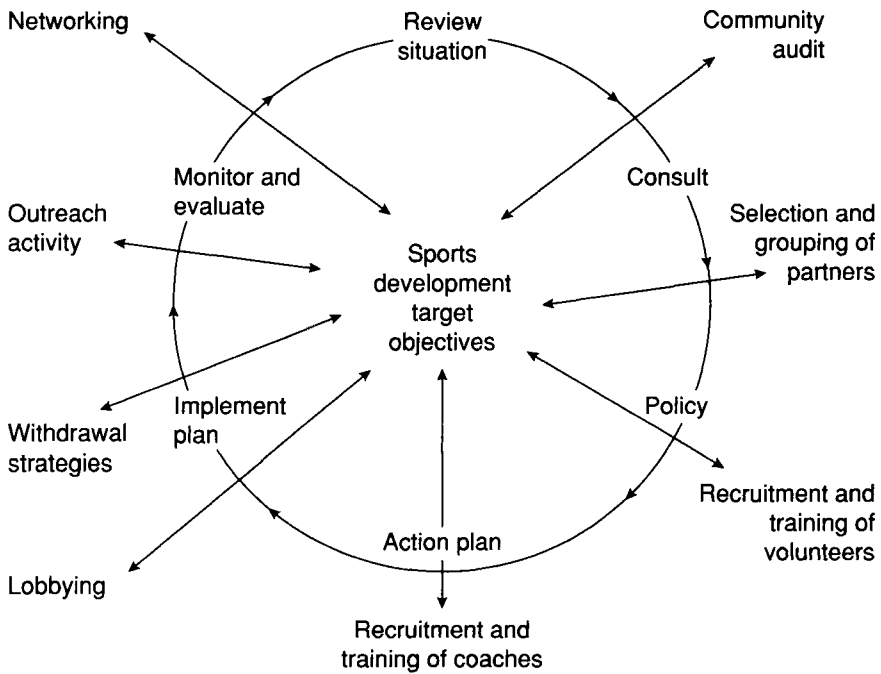 Networking
Review
situation
Community
audit
Monitor and
evaluate
Consult
Outreach
activity
Sports
development
target
objectives
Selection and
grouping of
partners
Implement
plan
Policy
Withdrawal
strategies
Recruitment and
training of
volunteers
Action plan
Lobbying
Recruitment and
training of coaches